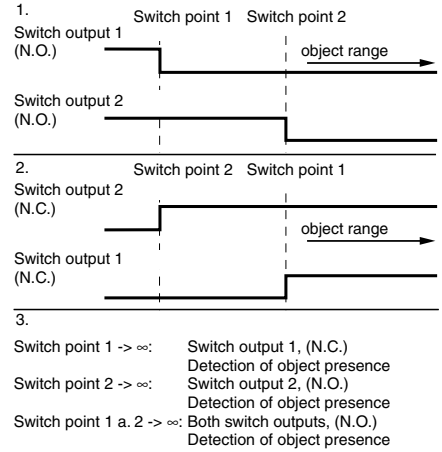 1.
Switch point 1 Switch point 2
Switch output 1
(N.O.)
object range
Switch output 2
(N.O.)
2.
Switch point 2 Switch point 1
Switch output 2
(N.C.)
object range
Switch output 1
(N.C.)
3.
Switch point 1 -> ∞: Switch output 1, (N.C.)
Detection of object presence
Switch point 2 -> ∞: Switch output 2, (N.O.)
Detection of object presence
Switch point 1 a. 2 -> ∞: Both switch outputs, (N.O.)
Detection of object presence